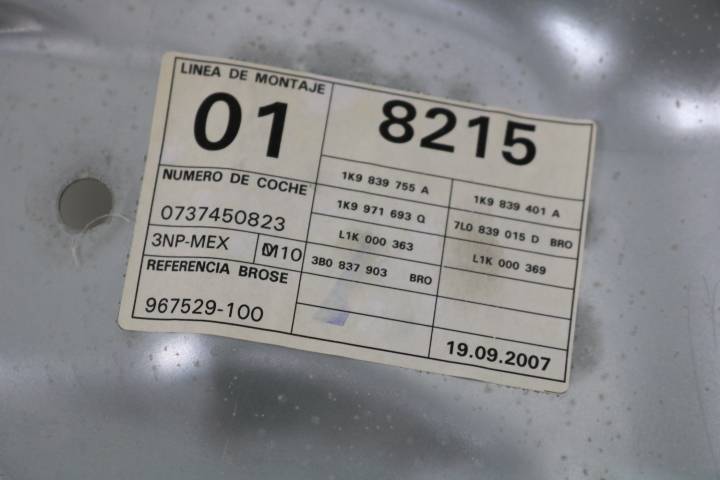 LINEA DE MONTAJE
01
8215
NUMERO DE COCHE
0737450823
3NP-MEX
M10
REFERENCIA BROSE
967529-100
1K9 839 755 A
1K9 839 401 A
1K9 971 693 Q
7L0 839 015 D BRO
L1K 000 363
L1K 000 369
3B0 837 903 BRO
19.09.2007